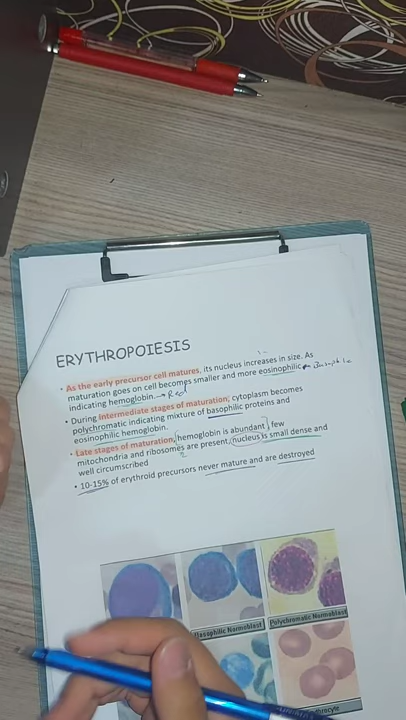 ERYTHROPOIESIS
• As the early precursor cell matures, its nucleus increases in size. As
maturation goes on cell becomes smaller and more eosinophilic Basophilic
indicating hemoglobin. → Red
• During intermediate stages of maturation, cytoplasm becomes
polychromatic indicating mixture of basophilic proteins and
eosinophilic hemoglobin.
• Late stages of maturation, hemoglobin is abundant, few
mitochondria and ribosomes are present, nucleus is small dense and
well circumscribed
• 10-15% of erythroid precursors never mature and are destroyed
Basophilic Normoblast
Polychromatic Normoblast